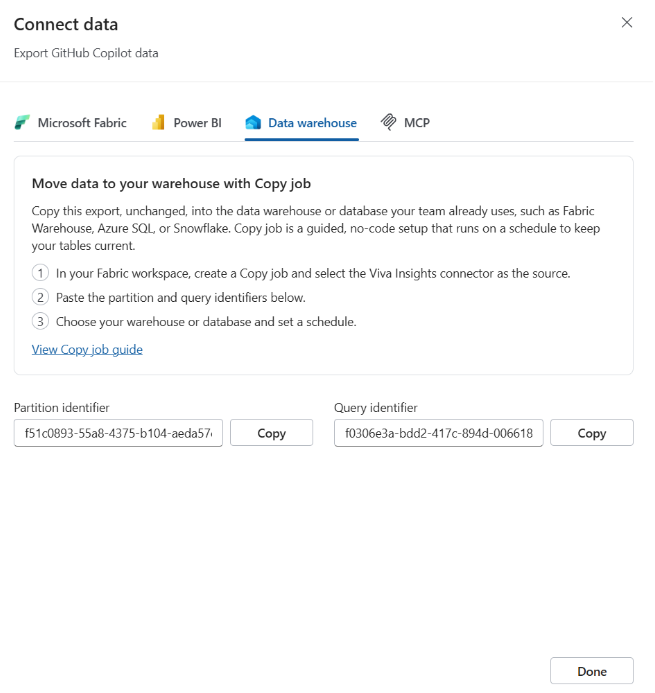 Connect data
Export GitHub Copilot data
Microsoft Fabric
Power BI
Data warehouse
MCP
Move data to your warehouse with Copy job
Copy this export, unchanged, into the data warehouse or database your team already uses, such as Fabric
Warehouse, Azure SQL, or Snowflake. Copy job is a guided, no-code setup that runs on a schedule to keep
your tables current.
1 In your Fabric workspace, create a Copy job and select the Viva Insights connector as the source.
2 Paste the partition and query identifiers below.
3 Choose your warehouse or database and set a schedule.
View Copy job guide
Partition identifier
f51c0893-55a8-4375-b104-aeda57
Copy
Query identifier
f0306e3a-bdd2-417c-894d-006618
Copy
Done